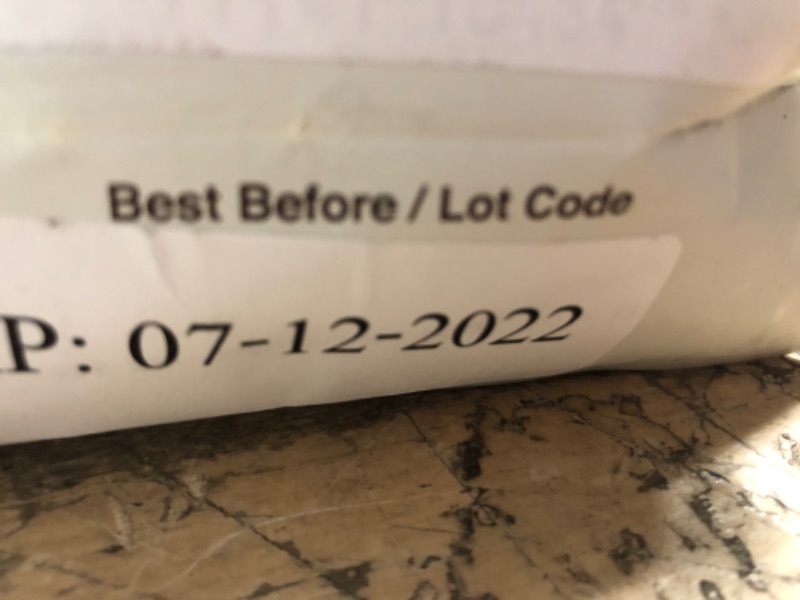 Best Before / Lot Code
P: 07-12-2022